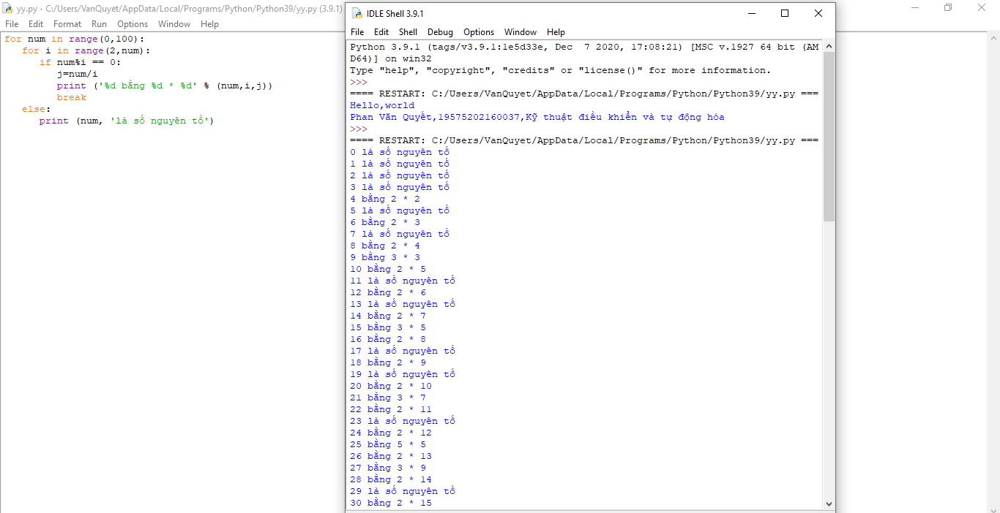 yy.py - C:/Users/VanQuyet/AppData/Local/Programs/Python/Python39/yy.py (3.9.1)
File Edit Format Run Options Window Help
for num in range(0,100):
   for i in range(2,num):
      if num%i == 0:
         j=num/i
         print ('%d bằng %d * %d' % (num,i,j))
         break
   else:
      print (num, 'là số nguyên tố')
IDLE Shell 3.9.1
File Edit Shell Debug Options Window Help
Python 3.9.1 (tags/v3.9.1:1e5d33e, Dec  7 2020, 17:08:21) [MSC v.1927 64 bit (AM
D64)] on win32
Type "help", "copyright", "credits" or "license()" for more information.
>>>
==== RESTART: C:/Users/VanQuyet/AppData/Local/Programs/Python/Python39/yy.py ===
Hello,world
Phan Văn Quyết,19575202160037,Kỹ thuật điều khiển và tự động hóa
>>>
==== RESTART: C:/Users/VanQuyet/AppData/Local/Programs/Python/Python39/yy.py ===
0 là số nguyên tố
1 là số nguyên tố
2 là số nguyên tố
3 là số nguyên tố
4 bằng 2 * 2
5 là số nguyên tố
6 bằng 2 * 3
7 là số nguyên tố
8 bằng 2 * 4
9 bằng 3 * 3
10 bằng 2 * 5
11 là số nguyên tố
12 bằng 2 * 6
13 là số nguyên tố
14 bằng 2 * 7
15 bằng 3 * 5
16 bằng 2 * 8
17 là số nguyên tố
18 bằng 2 * 9
19 là số nguyên tố
20 bằng 2 * 10
21 bằng 3 * 7
22 bằng 2 * 11
23 là số nguyên tố
24 bằng 2 * 12
25 bằng 5 * 5
26 bằng 2 * 13
27 bằng 3 * 9
28 bằng 2 * 14
29 là số nguyên tố
30 bằng 2 * 15